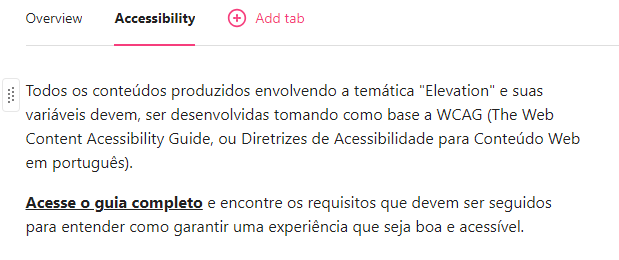 Overview Accessibility Add tab
Todos os conteúdos produzidos envolvendo a temática "Elevation" e suas
variáveis devem, ser desenvolvidas tomando como base a WCAG (The Web
Content Acessibility Guide, ou Diretrizes de Acessibilidade para Conteúdo Web
em português).
Acesse o guia completo e encontre os requisitos que devem ser seguidos
para entender como garantir uma experiência que seja boa e acessível.